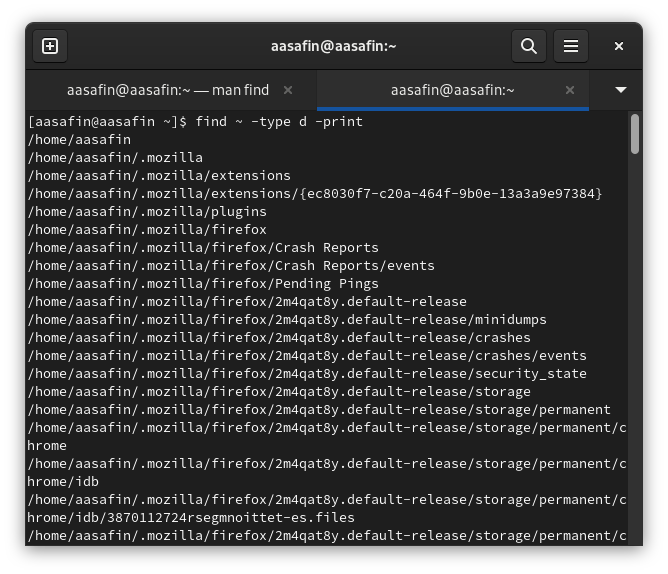 aasafin@aasafin:~
aasafin@aasafin:~ — man find
aasafin@aasafin:~
[aasafin@aasafin ~]$ find ~ -type d -print
/home/aasafin
/home/aasafin/.mozilla
/home/aasafin/.mozilla/extensions
/home/aasafin/.mozilla/extensions/{ec8030f7-c20a-464f-9b0e-13a3a9e97384}
/home/aasafin/.mozilla/plugins
/home/aasafin/.mozilla/firefox
/home/aasafin/.mozilla/firefox/Crash Reports
/home/aasafin/.mozilla/firefox/Crash Reports/events
/home/aasafin/.mozilla/firefox/Pending Pings
/home/aasafin/.mozilla/firefox/2m4qat8y.default-release
/home/aasafin/.mozilla/firefox/2m4qat8y.default-release/minidumps
/home/aasafin/.mozilla/firefox/2m4qat8y.default-release/crashes
/home/aasafin/.mozilla/firefox/2m4qat8y.default-release/crashes/events
/home/aasafin/.mozilla/firefox/2m4qat8y.default-release/security_state
/home/aasafin/.mozilla/firefox/2m4qat8y.default-release/storage
/home/aasafin/.mozilla/firefox/2m4qat8y.default-release/storage/permanent
/home/aasafin/.mozilla/firefox/2m4qat8y.default-release/storage/permanent/c
hrome
/home/aasafin/.mozilla/firefox/2m4qat8y.default-release/storage/permanent/c
hrome/idb
/home/aasafin/.mozilla/firefox/2m4qat8y.default-release/storage/permanent/c
hrome/idb/3870112724rsegmnoittet-es.files
/home/aasafin/.mozilla/firefox/2m4qat8y.default-release/storage/permanent/c